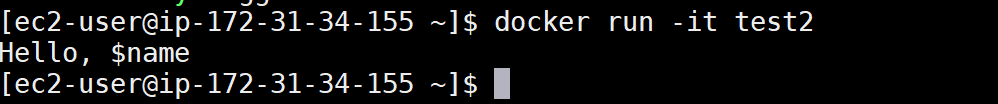 [ec2-user@ip-172-31-34-155 ~]$ docker run -it test2
Hello, $name
[ec2-user@ip-172-31-34-155 ~]$